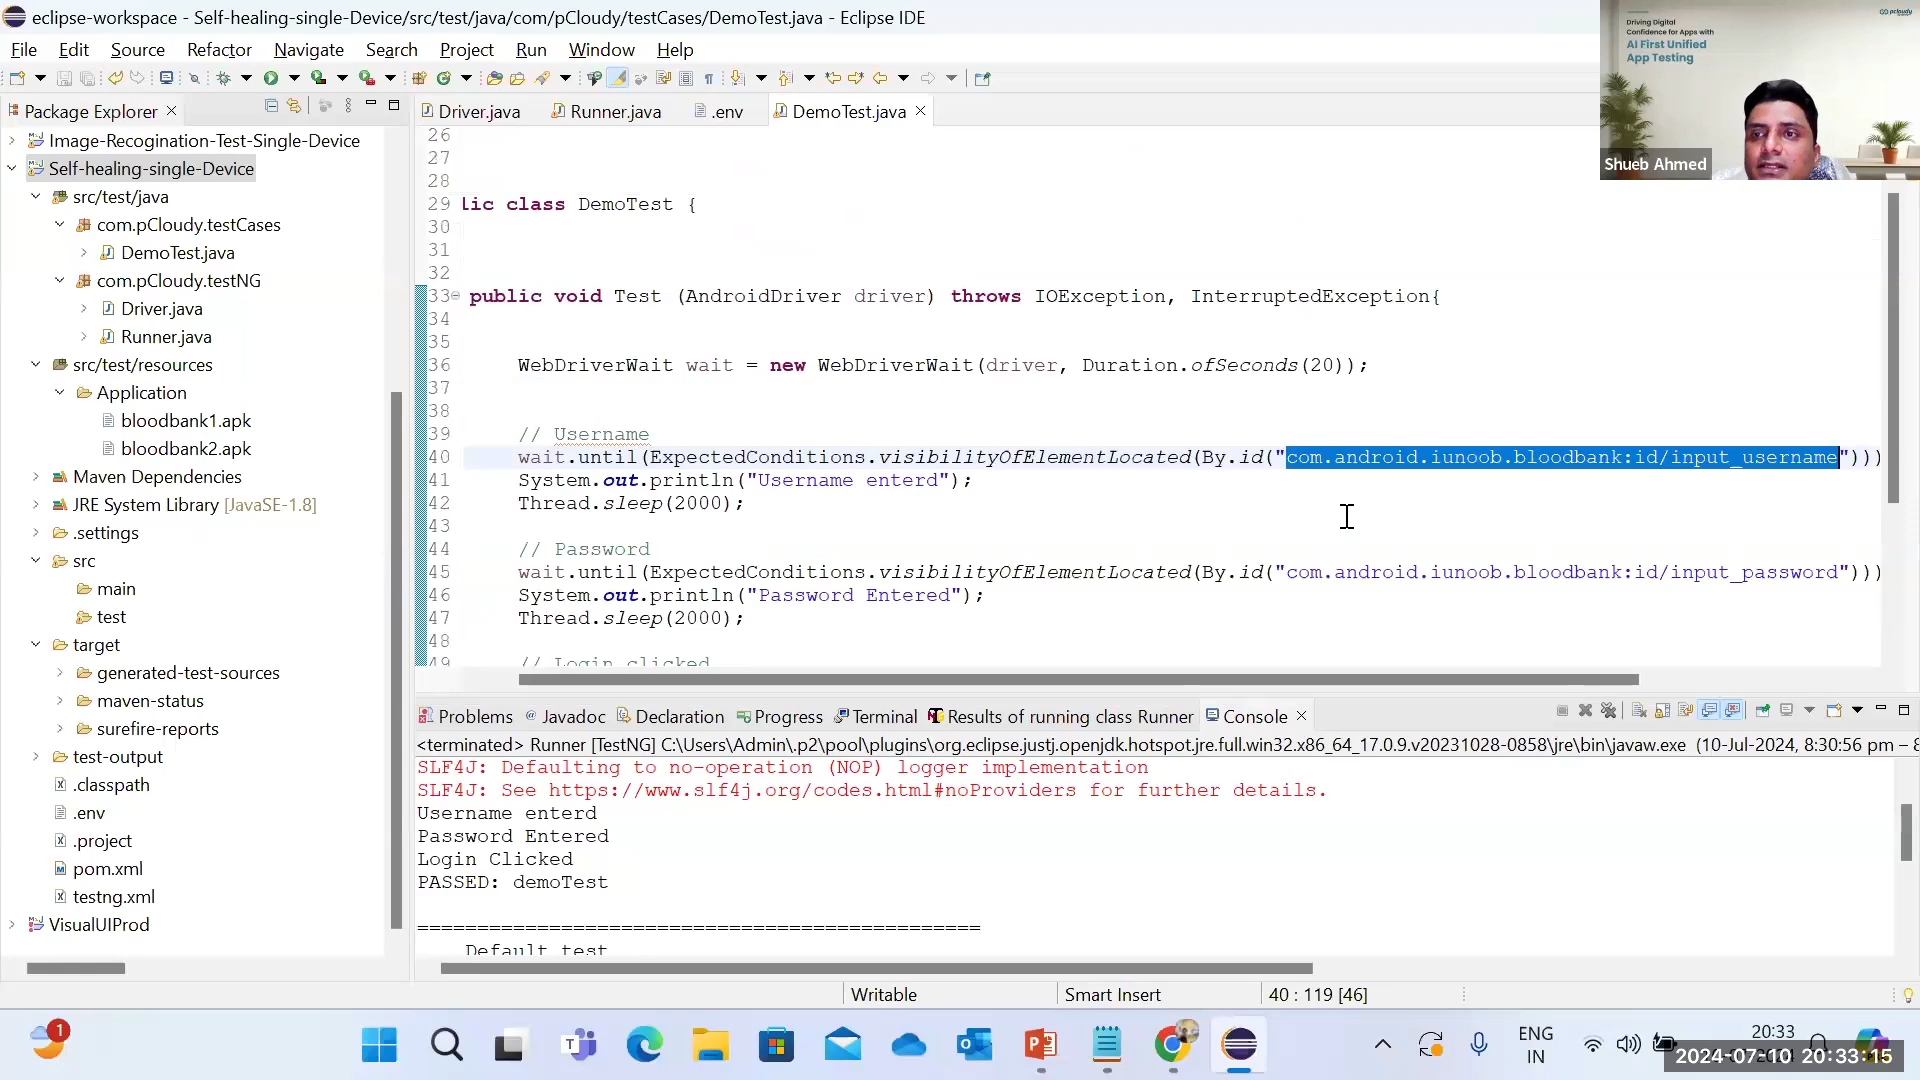 eclipse-workspace - Self-healing-single-Device/src/test/java/com/pCloudy/testCases/DemoTest.java - Eclipse IDE
File Edit Source Refactor Navigate Search Project Run Window Help
Package Explorer
Image-Recogination-Test-Single-Device
Self-healing-single-Device
src/test/java
com.pCloudy.testCases
DemoTest.java
com.pCloudy.testNG
Driver.java
Runner.java
src/test/resources
Application
bloodbank1.apk
bloodbank2.apk
Maven Dependencies
JRE System Library [JavaSE-1.8]
.settings
src
main
test
target
generated-test-sources
maven-status
surefire-reports
test-output
.classpath
.env
.project
pom.xml
testng.xml
VisualUIProd
Driver.java Runner.java .env DemoTest.java
26
27
28
29 lic class DemoTest {
30
31
32
33 public void Test (AndroidDriver driver) throws IOException, InterruptedException{
34
35
36 WebDriverWait wait = new WebDriverWait(driver, Duration.ofSeconds(20));
37
38
39 // Username
40 wait.until(ExpectedConditions.visibilityOfElementLocated(By.id("com.android.iunoob.bloodbank:id/input_username")))
41 System.out.println("Username enterd");
42 Thread.sleep(2000);
43
44 // Password
45 wait.until(ExpectedConditions.visibilityOfElementLocated(By.id("com.android.iunoob.bloodbank:id/input_password")))
46 System.out.println("Password Entered");
47 Thread.sleep(2000);
48
49 // Login clicked
Problems Javadoc Declaration Progress Terminal Results of running class Runner Console
<terminated> Runner [TestNG] C:\Users\Admin\.p2\pool\plugins\org.eclipse.justj.openjdk.hotspot.jre.full.win32.x86_64_17.0.9.v20231028-0858\jre\bin\javaw.exe (10-Jul-2024, 8:30:56 pm – 8
SLF4J: Defaulting to no-operation (NOP) logger implementation
SLF4J: See https://www.slf4j.org/codes.html#noProviders for further details.
Username enterd
Password Entered
Login Clicked
PASSED: demoTest
===============================================
Default test
Writable Smart Insert 40 : 119 [46]
Driving Digital
Confidence for Apps with
AI First Unified
App Testing
pcloudy
Shueb Ahmed
1
ENG
IN
20:33
2024-07-10 20:33:15